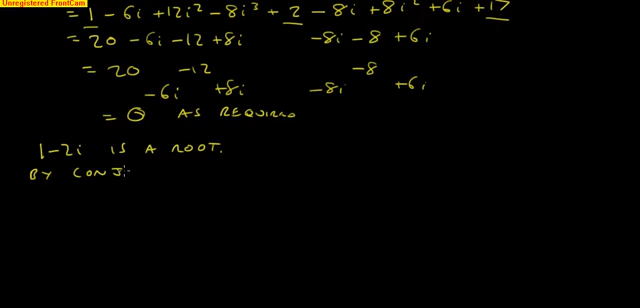 Unregistered FrontCam
= 1 - 6i + 12i² - 8i³ + 2 - 8i + 8i² + 6i + 17
= 20 - 6i - 12 + 8i - 8i - 8 + 6i
= 20 - 12 - 8
- 6i + 8i - 8i + 6i
= 0 AS REQUIRED
1 - 2i IS A ROOT.
BY CONJ